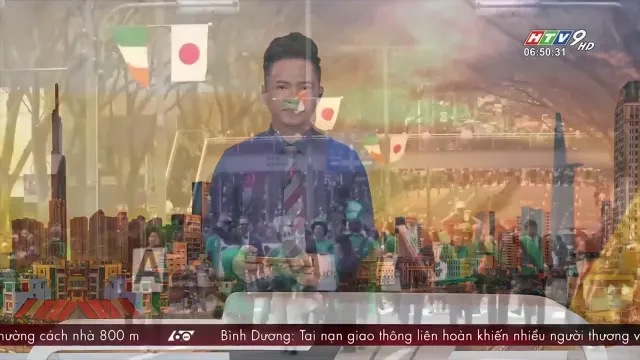 HTV9 HD
06:50:31
A
hường cách nhà 800 m
60s Bình Dương: Tai nạn giao thông liên hoàn khiến nhiều người thương v